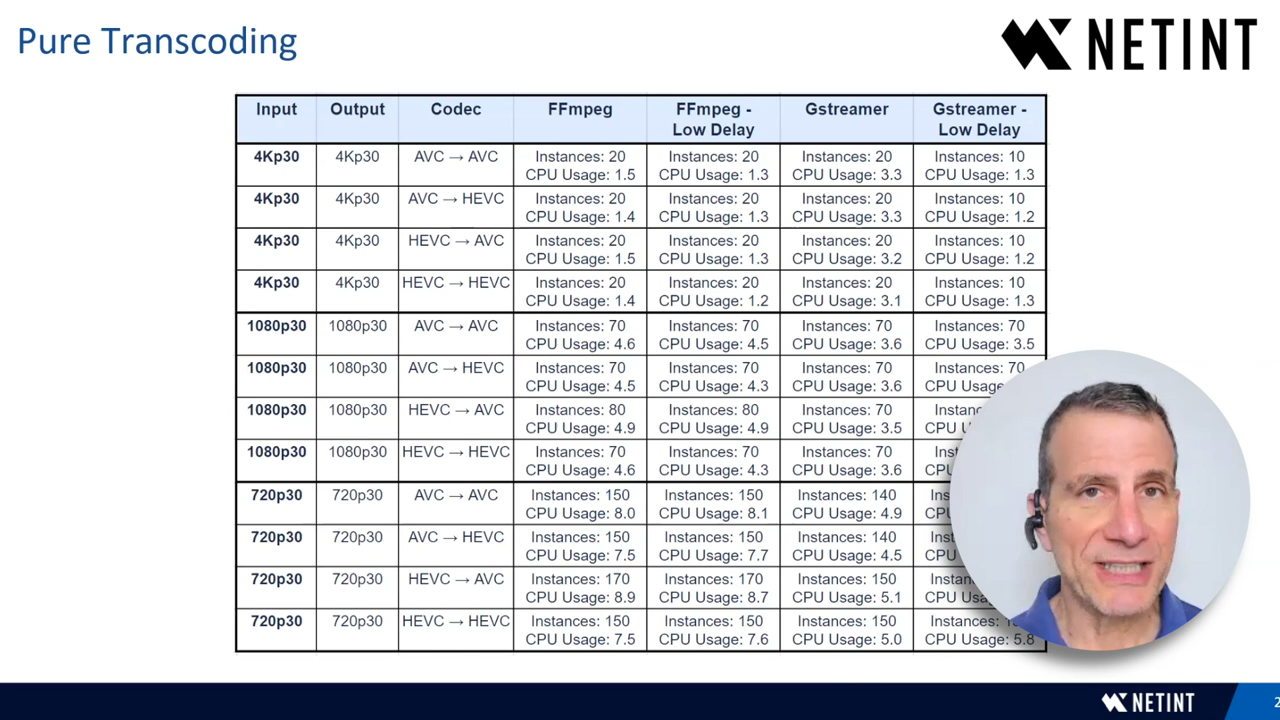 Pure Transcoding
NETINT
Input Output Codec FFmpeg FFmpeg - Low Delay Gstreamer Gstreamer - Low Delay
4Kp30 4Kp30 AVC → AVC Instances: 20 Instances: 20 Instances: 20 Instances: 10
CPU Usage: 1.5 CPU Usage: 1.3 CPU Usage: 3.3 CPU Usage: 1.3
4Kp30 4Kp30 AVC → HEVC Instances: 20 Instances: 20 Instances: 20 Instances: 10
CPU Usage: 1.4 CPU Usage: 1.3 CPU Usage: 3.3 CPU Usage: 1.2
4Kp30 4Kp30 HEVC → AVC Instances: 20 Instances: 20 Instances: 20 Instances: 10
CPU Usage: 1.5 CPU Usage: 1.3 CPU Usage: 3.2 CPU Usage: 1.2
4Kp30 4Kp30 HEVC → HEVC Instances: 20 Instances: 20 Instances: 20 Instances: 10
CPU Usage: 1.4 CPU Usage: 1.2 CPU Usage: 3.1 CPU Usage: 1.3
1080p30 1080p30 AVC → AVC Instances: 70 Instances: 70 Instances: 70 Instances: 70
CPU Usage: 4.6 CPU Usage: 4.5 CPU Usage: 3.6 CPU Usage: 3.5
1080p30 1080p30 AVC → HEVC Instances: 70 Instances: 70 Instances: 70 Instances: 70
CPU Usage: 4.5 CPU Usage: 4.3 CPU Usage: 3.6 CPU Usage:
1080p30 1080p30 HEVC → AVC Instances: 80 Instances: 80 Instances: 70
CPU Usage: 4.9 CPU Usage: 4.9 CPU Usage: 3.5 CPU
1080p30 1080p30 HEVC → HEVC Instances: 70 Instances: 70 Instances: 70
CPU Usage: 4.6 CPU Usage: 4.3 CPU Usage: 3.6
720p30 720p30 AVC → AVC Instances: 150 Instances: 150 Instances: 140
CPU Usage: 8.0 CPU Usage: 8.1 CPU Usage: 4.9
720p30 720p30 AVC → HEVC Instances: 150 Instances: 150 Instances: 140
CPU Usage: 7.5 CPU Usage: 7.7 CPU Usage: 4.5
720p30 720p30 HEVC → AVC Instances: 170 Instances: 170 Instances: 150
CPU Usage: 8.9 CPU Usage: 8.7 CPU Usage: 5.1 CPU
720p30 720p30 HEVC → HEVC Instances: 150 Instances: 150 Instances: 150 Instances:
CPU Usage: 7.5 CPU Usage: 7.6 CPU Usage: 5.0 CPU Usage: 5.8
NETINT
2